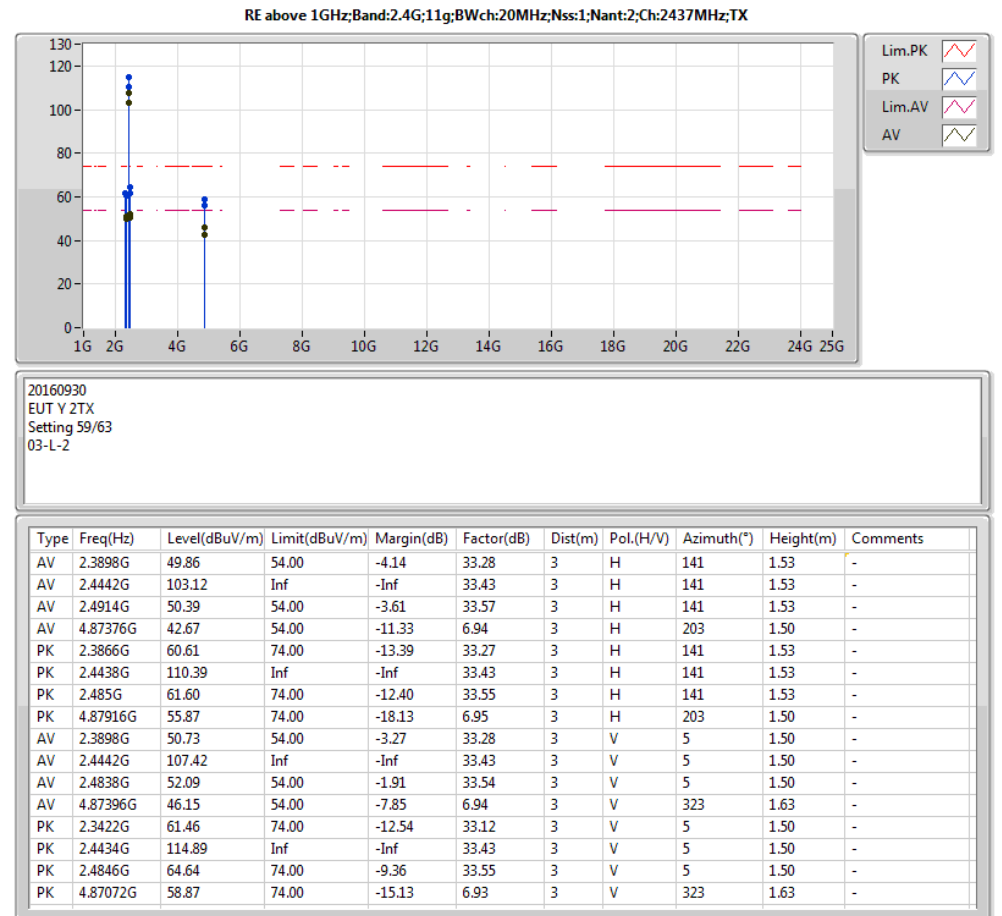 RE above 1GHz;Band:2.4G;11g;BWch:20MHz;Nss:1;Nant:2;Ch:2437MHz;TX
130
120
100
80
60
40
20
0
1G 2G 4G 6G 8G 10G 12G 14G 16G 18G 20G 22G 24G 25G
Lim.PK
PK
Lim.AV
AV
20160930
EUT Y 2TX
Setting 59/63
03-L-2
Type Freq(Hz) Level(dBuV/m) Limit(dBuV/m) Margin(dB) Factor(dB) Dist(m) Pol.(H/V) Azimuth(°) Height(m) Comments
AV 2.3898G 49.86 54.00 -4.14 33.28 3 H 141 1.53 -
AV 2.4442G 103.12 Inf -Inf 33.43 3 H 141 1.53 -
AV 2.4914G 50.39 54.00 -3.61 33.57 3 H 141 1.53 -
AV 4.87376G 42.67 54.00 -11.33 6.94 3 H 203 1.50 -
PK 2.3866G 60.61 74.00 -13.39 33.27 3 H 141 1.53 -
PK 2.4438G 110.39 Inf -Inf 33.43 3 H 141 1.53 -
PK 2.485G 61.60 74.00 -12.40 33.55 3 H 141 1.53 -
PK 4.87916G 55.87 74.00 -18.13 6.95 3 H 203 1.50 -
AV 2.3898G 50.73 54.00 -3.27 33.28 3 V 5 1.50 -
AV 2.4442G 107.42 Inf -Inf 33.43 3 V 5 1.50 -
AV 2.4838G 52.09 54.00 -1.91 33.54 3 V 5 1.50 -
AV 4.87396G 46.15 54.00 -7.85 6.94 3 V 323 1.63 -
PK 2.3422G 61.46 74.00 -12.54 33.12 3 V 5 1.50 -
PK 2.4434G 114.89 Inf -Inf 33.43 3 V 5 1.50 -
PK 2.4846G 64.64 74.00 -9.36 33.55 3 V 5 1.50 -
PK 4.87072G 58.87 74.00 -15.13 6.93 3 V 323 1.63 -